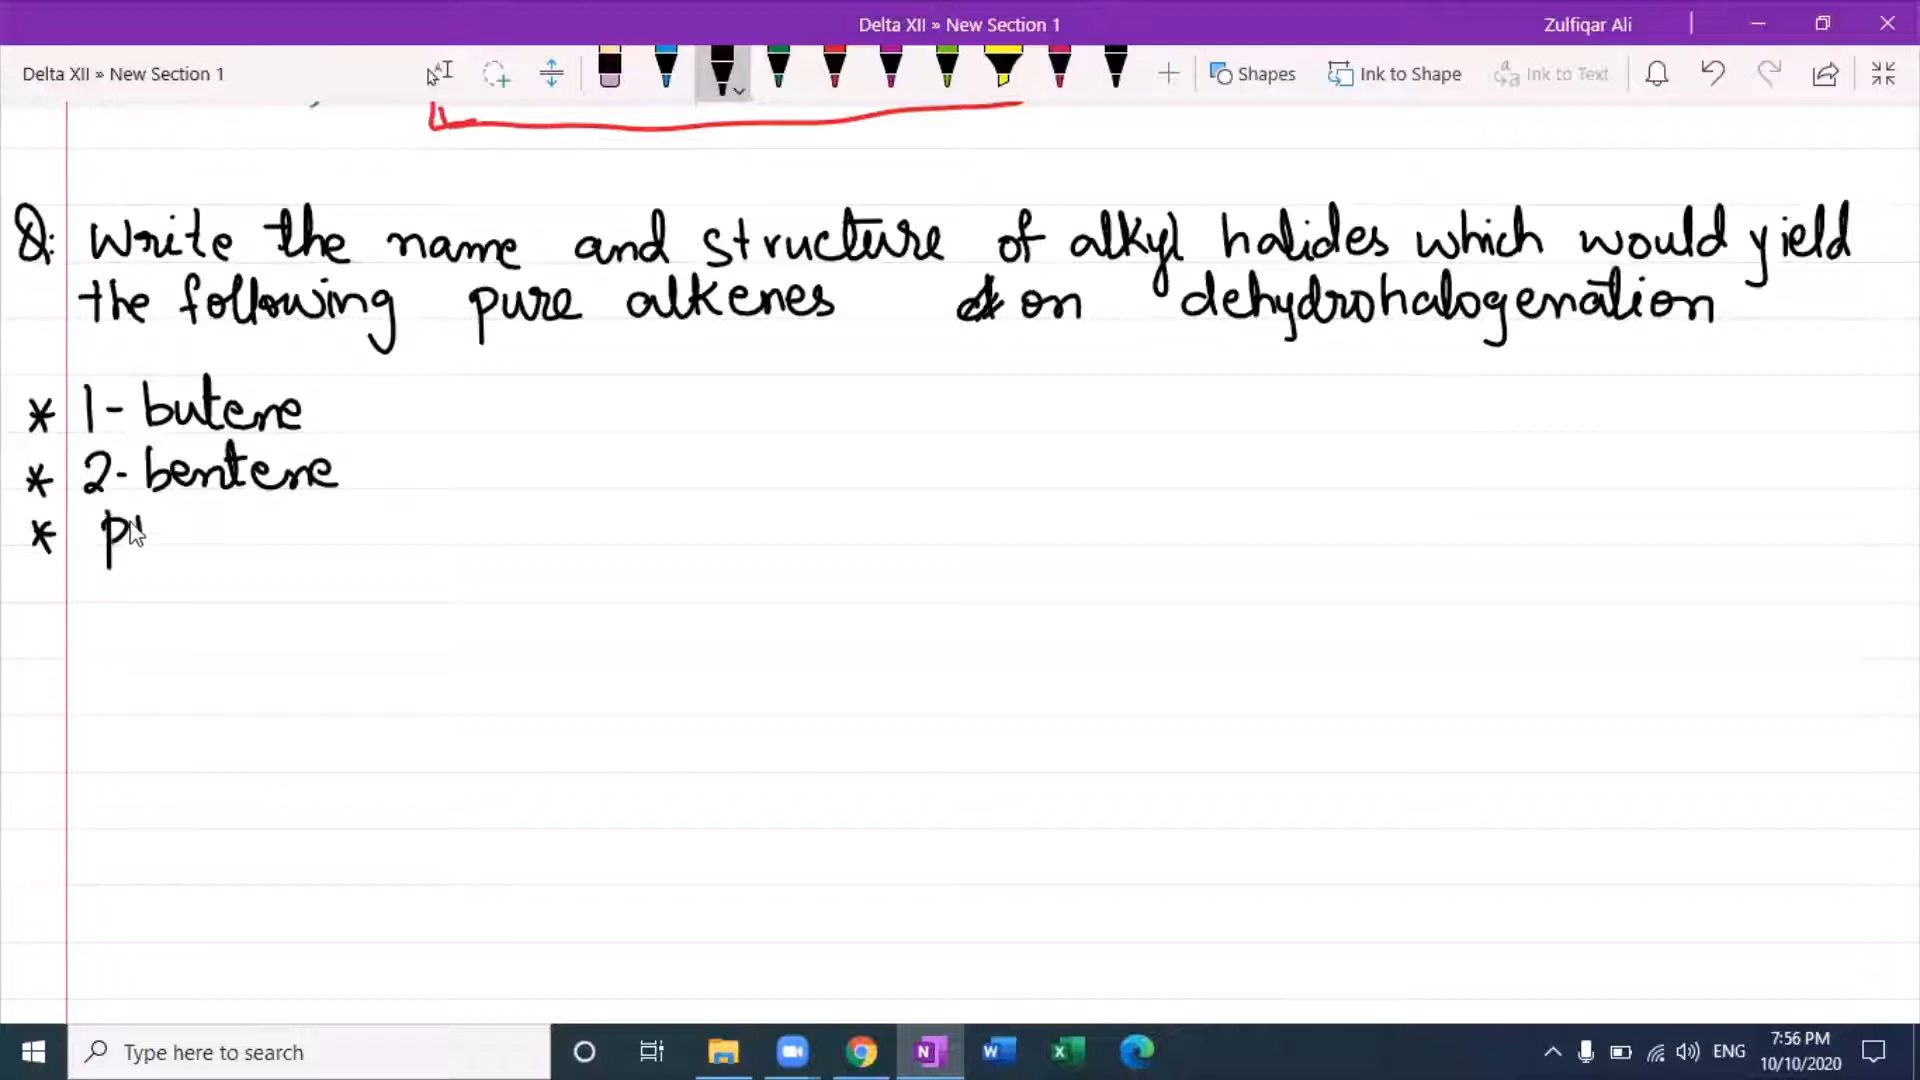 Delta XII » New Section 1
Zulfiqar Ali
Delta XII » New Section 1
Shapes
Ink to Shape
Ink to Text
Q: Write the name and structure of alkyl halides which would yield
the following pure alkenes on dehydrohalogenation
* 1- butene
* 2- bentene
* p
Type here to search
ENG
7:56 PM
10/10/2020